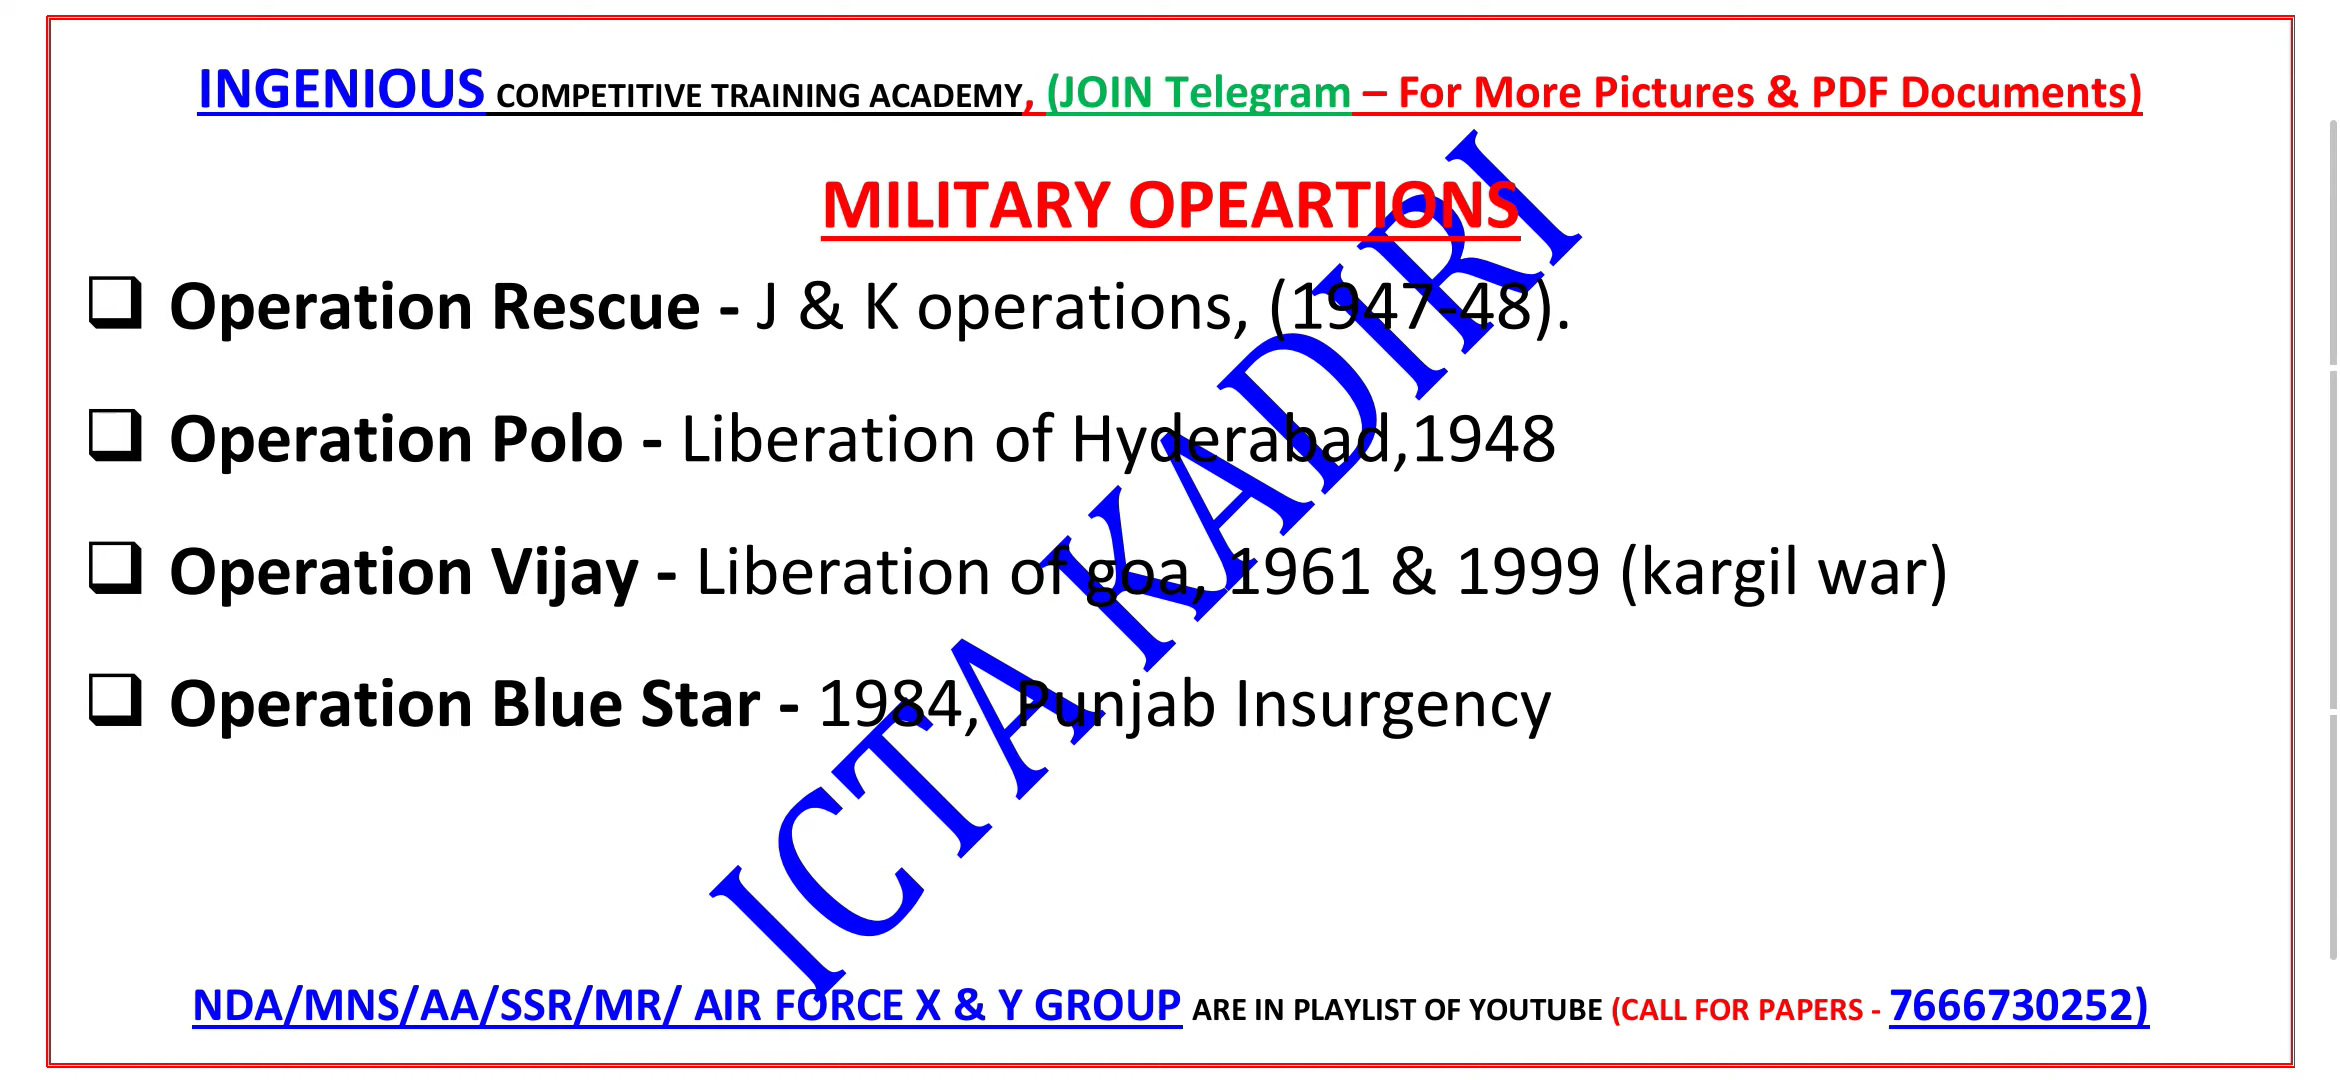 INGENIOUS COMPETITIVE TRAINING ACADEMY, (JOIN Telegram – For More Pictures & PDF Documents)
MILITARY OPEARTIONS
Operation Rescue - J & K operations, (1947-48).
Operation Polo - Liberation of Hyderabad,1948
Operation Vijay - Liberation of goa, 1961 & 1999 (kargil war)
Operation Blue Star - 1984, Punjab Insurgency
ICTA KADIRI
NDA/MNS/AA/SSR/MR/ AIR FORCE X & Y GROUP ARE IN PLAYLIST OF YOUTUBE (CALL FOR PAPERS - 7666730252)